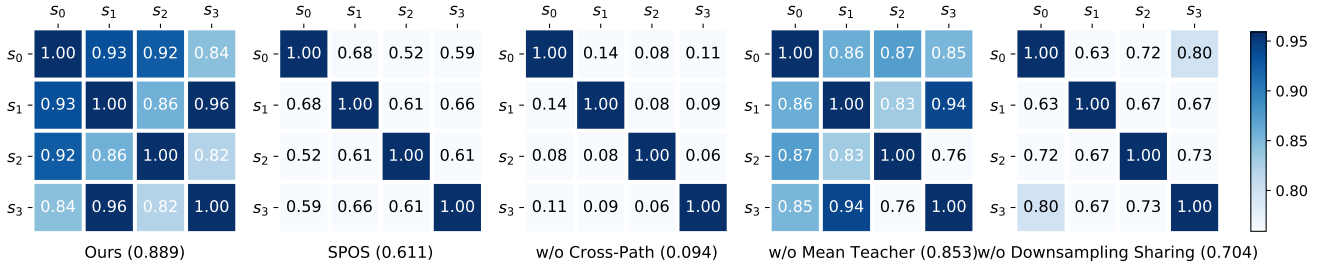 s0 s1 s2 s3 s0 s1 s2 s3 s0 s1 s2 s3 s0 s1 s2 s3 s0 s1 s2 s3
s0 1.00 0.93 0.92 0.84 s0 1.00 0.68 0.52 0.59 s0 1.00 0.14 0.08 0.11 s0 1.00 0.86 0.87 0.85 s0 1.00 0.63 0.72 0.80 0.95
s1 0.93 1.00 0.86 0.96 s1 0.68 1.00 0.61 0.66 s1 0.14 1.00 0.08 0.09 s1 0.86 1.00 0.83 0.94 s1 0.63 1.00 0.67 0.67 0.90
s2 0.92 0.86 1.00 0.82 s2 0.52 0.61 1.00 0.61 s2 0.08 0.08 1.00 0.06 s2 0.87 0.83 1.00 0.76 s2 0.72 0.67 1.00 0.73 0.85
s3 0.84 0.96 0.82 1.00 s3 0.59 0.66 0.61 1.00 s3 0.11 0.09 0.06 1.00 s3 0.85 0.94 0.76 1.00 s3 0.80 0.67 0.73 1.00 0.80
Ours (0.889) SPOS (0.611) w/o Cross-Path (0.094) w/o Mean Teacher (0.853) w/o Downsampling Sharing (0.704)